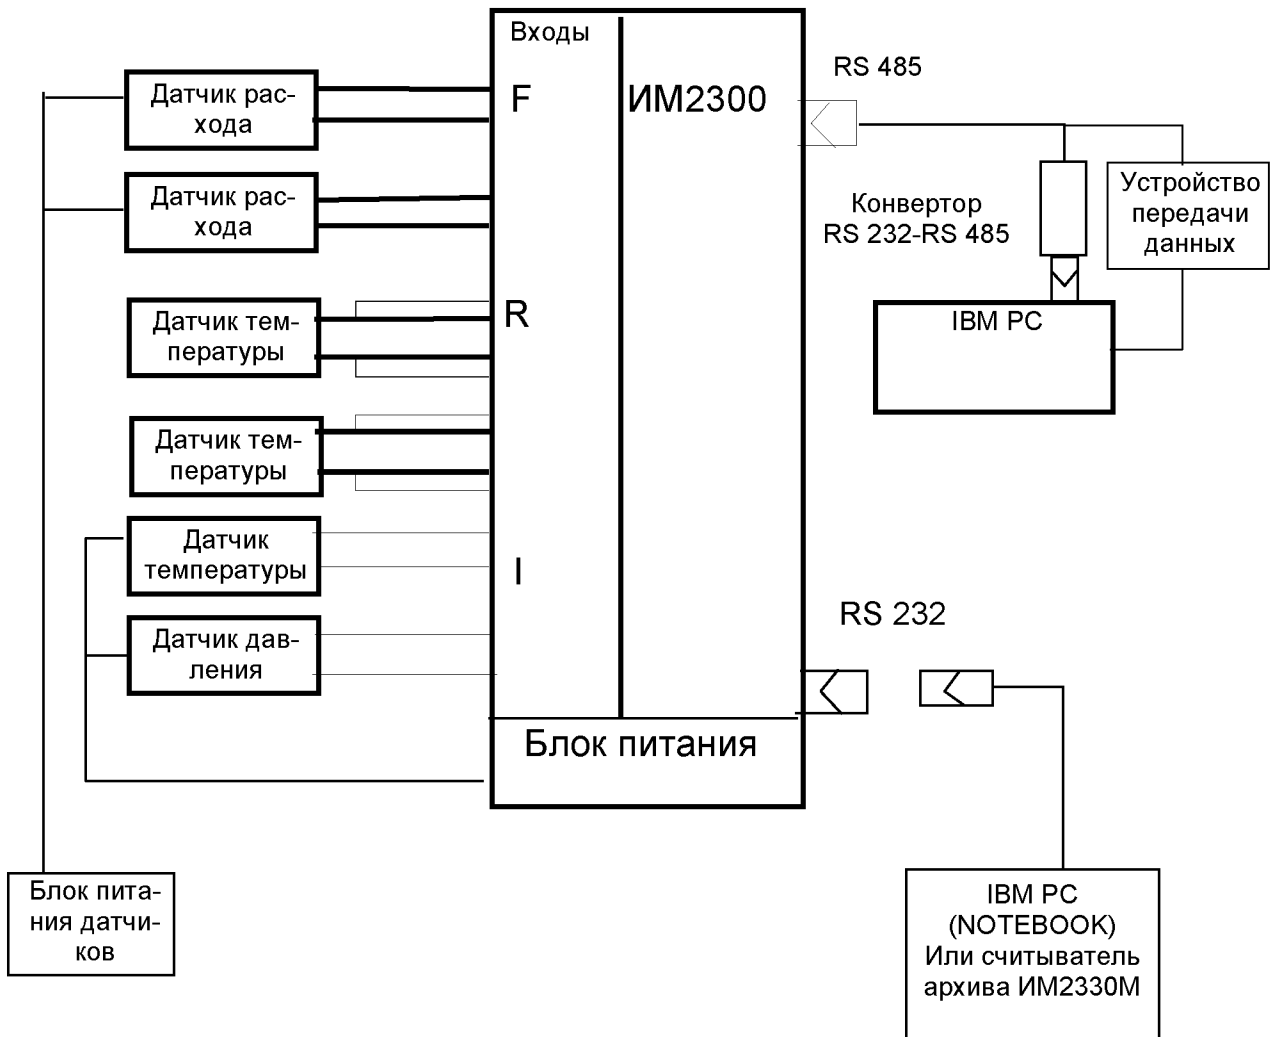 Входы
RS 485
F
ИМ2300
Датчик рас-
хода
Датчик рас-
хода
Конвертор
RS 232-RS 485
Устройство
передачи
данных
R
IBM PC
Датчик тем-
пературы
Датчик тем-
пературы
Датчик
температуры
I
Датчик дав-
ления
RS 232
Блок питания
Блок пита-
ния датчи-
ков
IBM PC
(NOTEBOOK)
Или считыватель
архива ИМ2330М